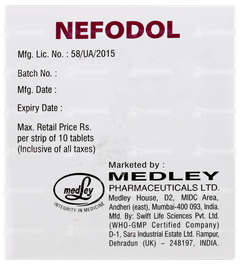 NEFODOL
Mfg. Lic. No. : 58/UA/2015
Batch No. :
Mfg. Date :
Expiry Date :
Max. Retail Price Rs.
per strip of 10 tablets
(Inclusive of all taxes)
Marketed by :
MEDLEY
PHARMACEUTICALS LTD.
Medley House, D2, MIDC Area,
Andheri (east), Mumbai-400 093, India
Mfg. By: Swift Life Sciences Pvt. Ltd.
(WHO-GMP Certified Company)
D-1, Sara Industrial Estate Ltd. Rampur,
Dehradun (UK) – 248197, INDIA.
medley
INTEGRITY IN MEDICINE